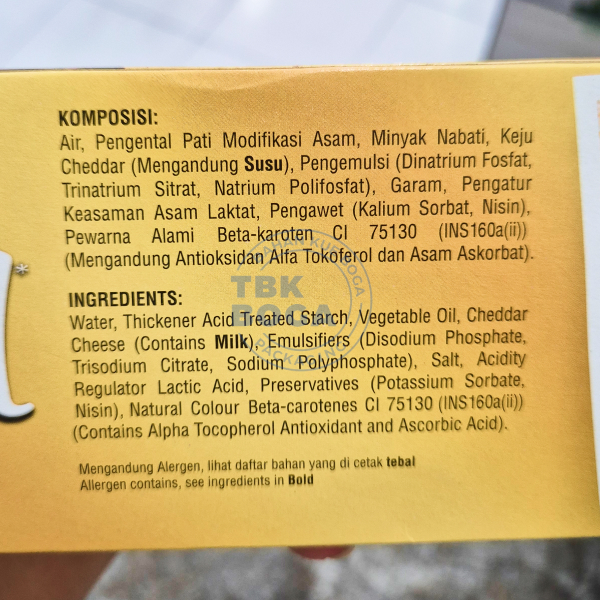 KOMPOSISI:
Air, Pengental Pati Modifikasi Asam, Minyak Nabati, Keju
Cheddar (Mengandung Susu), Pengemulsi (Dinatrium Fosfat,
Trinatrium Sitrat, Natrium Polifosfat), Garam, Pengatur
Keasaman Asam Laktat, Pengawet (Kalium Sorbat, Nisin),
Pewarna Alami Beta-karoten CI 75130 (INS160a(ii))
(Mengandung Antioksidan Alfa Tokoferol dan Asam Askorbat).
INGREDIENTS:
Water, Thickener Acid Treated Starch, Vegetable Oil, Cheddar
Cheese (Contains Milk), Emulsifiers (Disodium Phosphate,
Trisodium Citrate, Sodium Polyphosphate), Salt, Acidity
Regulator Lactic Acid, Preservatives (Potassium Sorbate,
Nisin), Natural Colour Beta-carotenes CI 75130 (INS160a(ii))
(Contains Alpha Tocopherol Antioxidant and Ascorbic Acid).
Mengandung Alergen, lihat daftar bahan yang di cetak tebal
Allergen contains, see ingredients in Bold
TBK
BOGA
PACKAGING